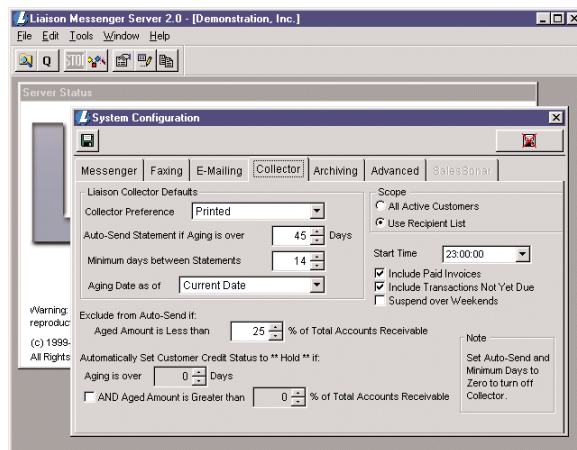 Liaison Messenger Server 2.0 - [Demonstration, Inc.]
File Edit Tools Window Help
Q STOP
Server Status
System Configuration
Messenger Faxing E-Mailing Collector Archiving Advanced SalesSonar
Liaison Collector Defaults
Collector Preference Printed
Auto-Send Statement if Aging is over 45 Days
Minimum days between Statements 14
Aging Date as of Current Date
Scope
All Active Customers
Use Recipient List
Start Time 23:00:00
Include Paid Invoices
Include Transactions Not Yet Due
Suspend over Weekends
Exclude from Auto-Send if:
Aged Amount is Less than 25 % of Total Accounts Receivable
Automatically Set Customer Credit Status to ** Hold ** if:
Aging is over 0 Days
AND Aged Amount is Greater than 0 % of Total Accounts Receivable
Note
Set Auto-Send and
Minimum Days to
Zero to turn off
Collector.
Warning:
reproduc
(c) 1999-
All Rights